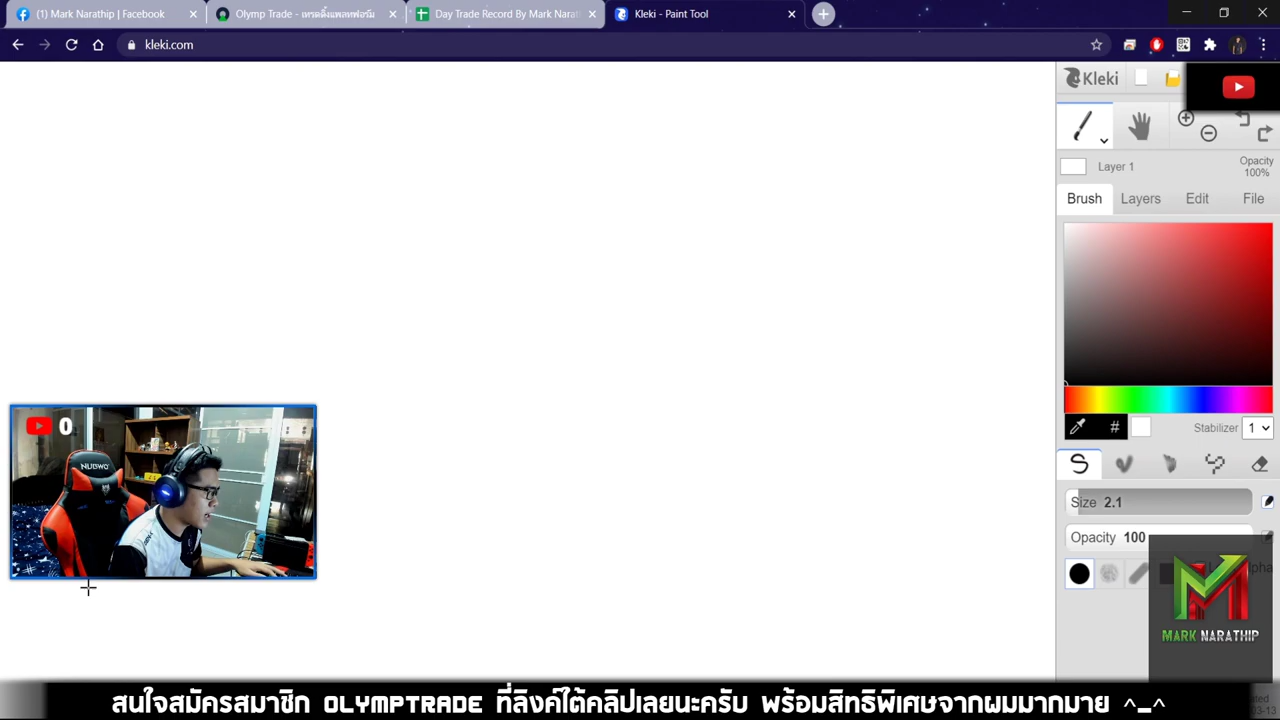 (1) Mark Narathip | Facebook
Olymp Trade - เทรดดิ้งแพลทฟอร์ม
Day Trade Record By Mark Narat
Kleki - Paint Tool
kleki.com
Kleki
Layer 1
Opacity
100%
Brush
Layers
Edit
File
#
Stabilizer
1
Size 2.1
Opacity 100
0
NUBWO
MARK NARATHIP
สนใจสมัครสมาชิก OLYMPTRADE ที่ลิงค์ใต้คลิปเลยนะครับ พร้อมสิทธิพิเศษจากผมมากมาย ^_^